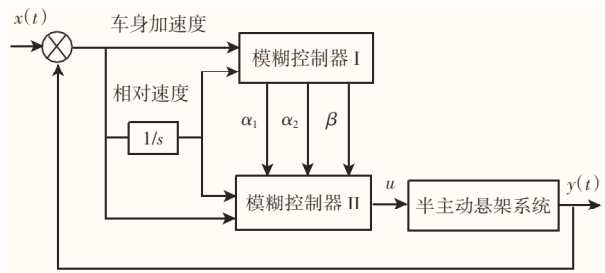 x(t)
车身加速度
模糊控制器 I
相对速度
1/s
α₁
α₂
β
模糊控制器 II
u
半主动悬架系统
y(t)